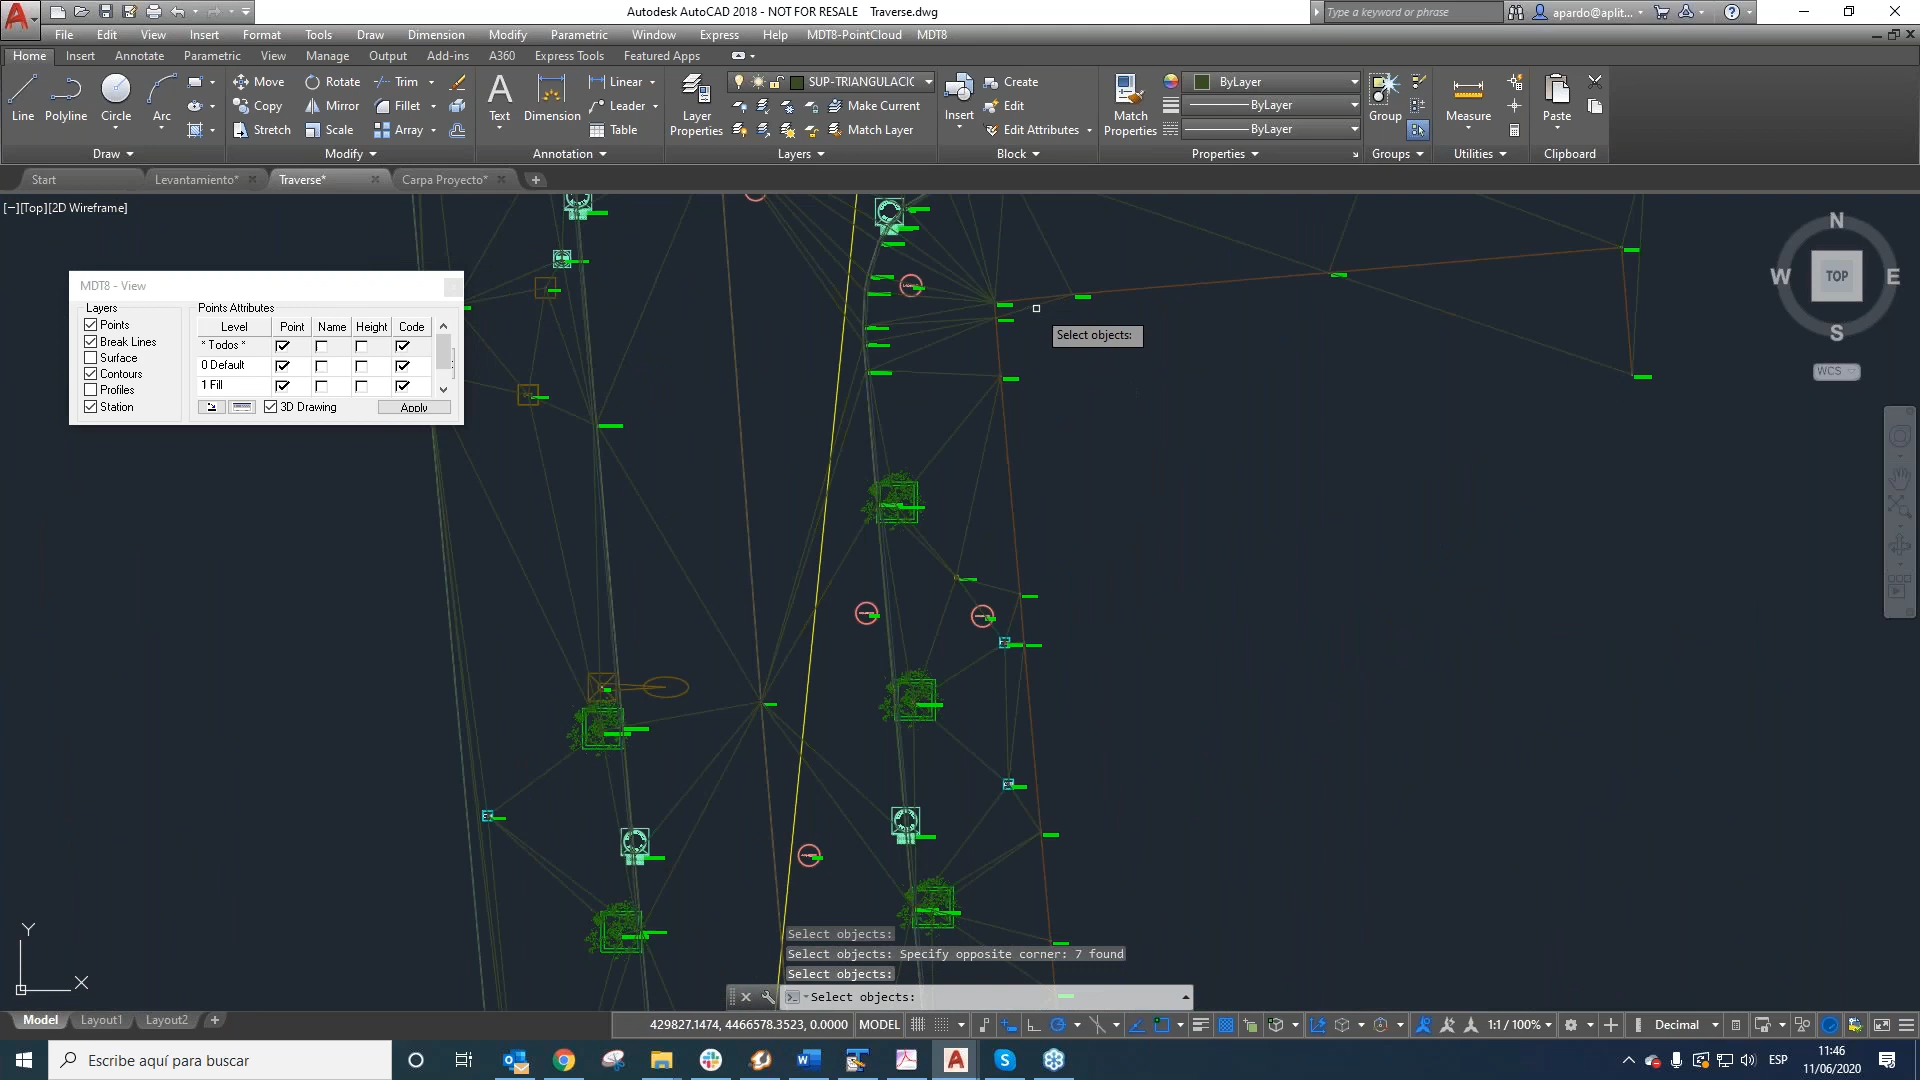 Autodesk AutoCAD 2018 - NOT FOR RESALE Traverse.dwg
Type a keyword or phrase
apardo@aplit...
File Edit View Insert Format Tools Draw Dimension Modify Parametric Window Express Help MDT8-PointCloud MDT8
Home Insert Annotate Parametric View Manage Output Add-ins A360 Express Tools Featured Apps
Line Polyline Circle Arc
Move Rotate Trim
Copy Mirror Fillet
Stretch Scale Array
Text Dimension
Linear
Leader
Table
Layer Properties
SUP-TRIANGULACIC
Make Current
Match Layer
Insert
Create
Edit
Edit Attributes
Match Properties
ByLayer
ByLayer
ByLayer
Group
Measure
Paste
Draw Modify Annotation Layers Block Properties Groups Utilities Clipboard
Start Levantamiento* Traverse* Carpa Proyecto*
[−][Top][2D Wireframe]
N
W TOP E
S
WCS
MDT8 - View
Layers
Points
Break Lines
Surface
Contours
Profiles
Station
Points Attributes
Level Point Name Height Code
* Todos *
0 Default
1 Fill
3D Drawing
Apply
Select objects:
Y
X
Select objects:
Select objects: Specify opposite corner: 7 found
Select objects:
Select objects:
Model Layout1 Layout2
429827.1474, 4466578.3523, 0.0000 MODEL
1:1 / 100%
Decimal
Escribe aquí para buscar
ESP
11:46
11/06/2020